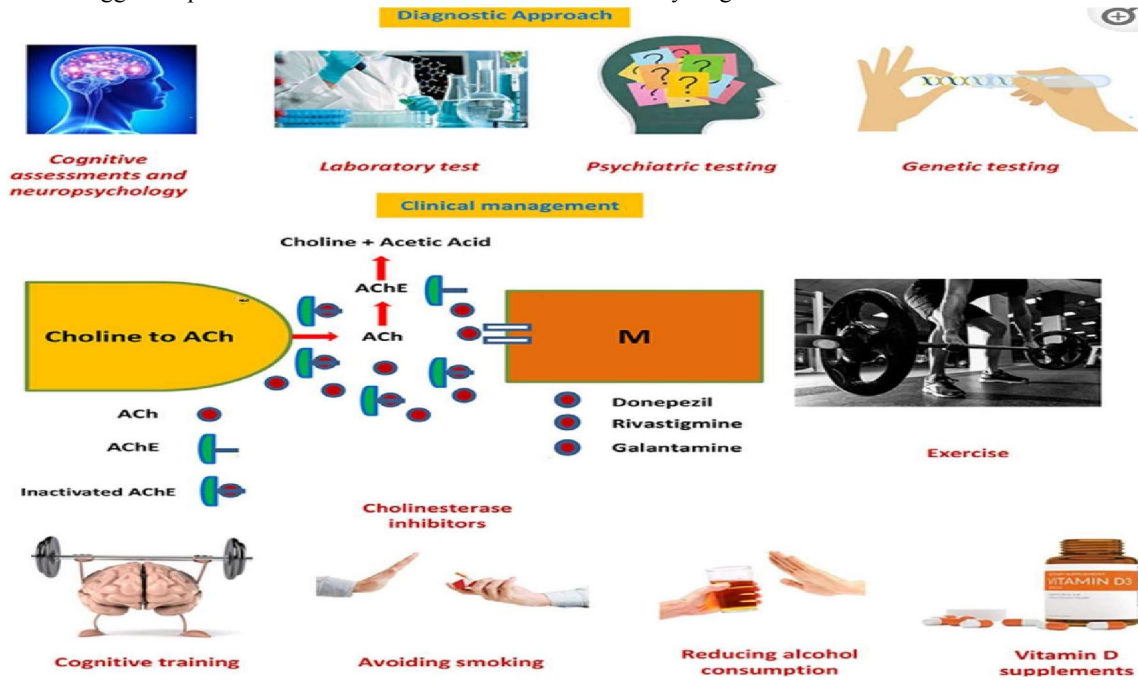 Diagnostic Approach
Cognitive
assessments and
neuropsychology
Laboratory test
Psychiatric testing
Genetic testing
Clinical management
Choline + Acetic Acid
AChE
ACh
Choline to ACh
M
ACh
AChE
Inactivated AChE
Donepezil
Rivastigmine
Galantamine
Cholinesterase
inhibitors
Exercise
Cognitive training
Avoiding smoking
Reducing alcohol
consumption
VITAMIN D3
Vitamin D
supplements